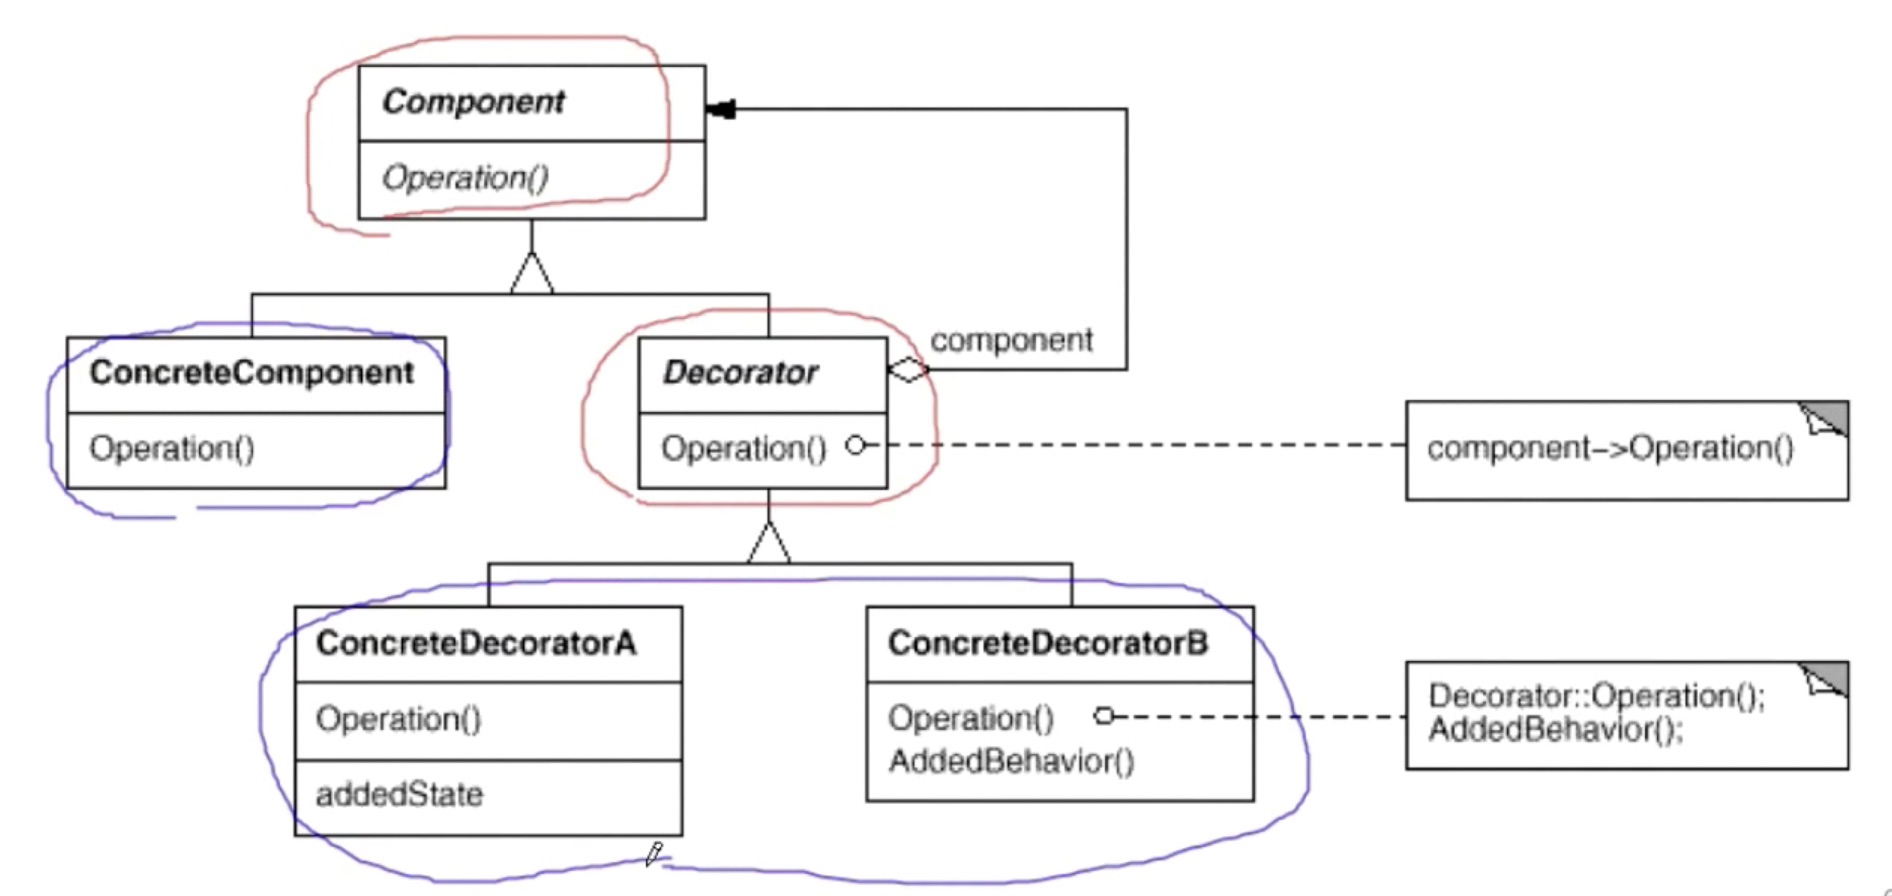 Component
Operation()
component
ConcreteComponent
Operation()
Decorator
Operation()
component–>Operation()
ConcreteDecoratorA
Operation()
addedState
ConcreteDecoratorB
Operation()
AddedBehavior()
Decorator::Operation();
AddedBehavior();